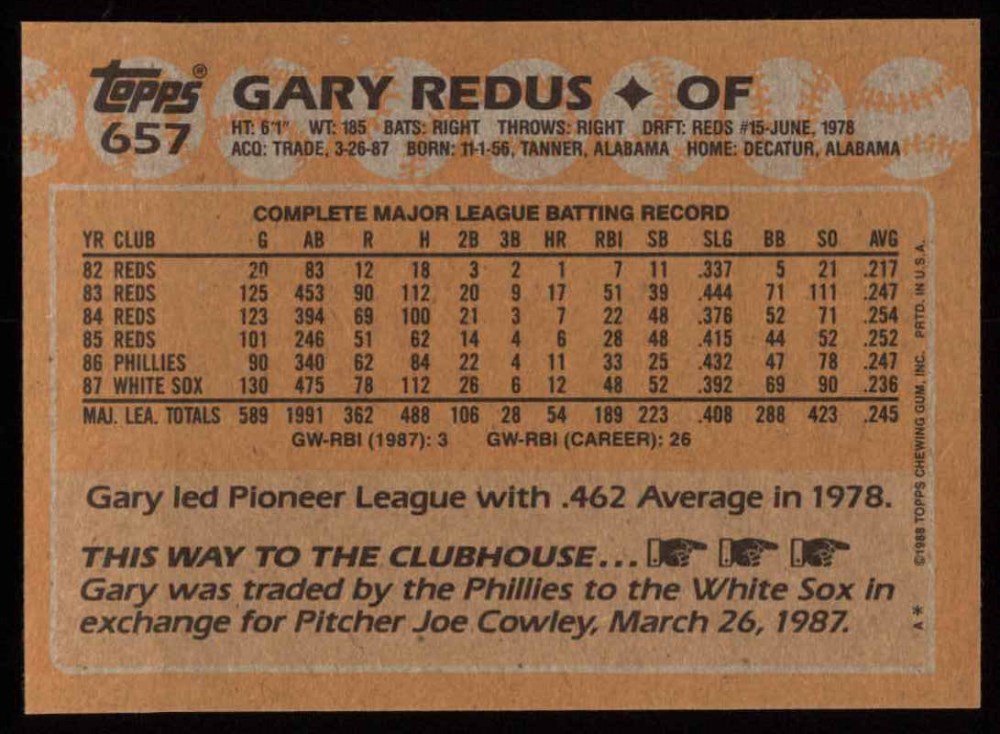 Topps®
657
GARY REDUS ✦ OF
HT: 6'1" WT: 185 BATS: RIGHT THROWS: RIGHT DRFT: REDS #15-JUNE, 1978
ACQ: TRADE, 3-26-87 BORN: 11-1-56, TANNER, ALABAMA HOME: DECATUR, ALABAMA
COMPLETE MAJOR LEAGUE BATTING RECORD
YR CLUB G AB R H 2B 3B HR RBI SB SLG BB SO AVG
82 REDS 20 83 12 18 3 2 1 7 11 .337 5 21 .217
83 REDS 125 453 90 112 20 9 17 51 39 .444 71 111 .247
84 REDS 123 394 69 100 21 3 7 22 48 .376 52 71 .254
85 REDS 101 246 51 62 14 4 6 28 48 .415 44 52 .252
86 PHILLIES 90 340 62 84 22 4 11 33 25 .432 47 78 .247
87 WHITE SOX 130 475 78 112 26 6 12 48 52 .392 69 90 .236
MAJ. LEA. TOTALS 589 1991 362 488 106 28 54 189 223 .408 288 423 .245
GW-RBI (1987): 3 GW-RBI (CAREER): 26
Gary led Pioneer League with .462 Average in 1978.
THIS WAY TO THE CLUBHOUSE...
Gary was traded by the Phillies to the White Sox in
exchange for Pitcher Joe Cowley, March 26, 1987.
A* ©1988 TOPPS CHEWING GUM, INC. PRTD. IN U.S.A.